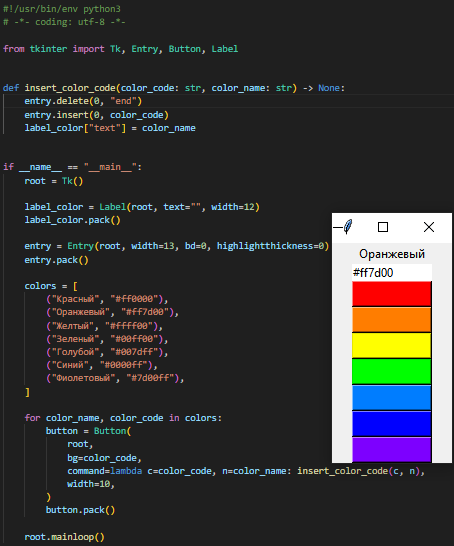 #!/usr/bin/env python3
# -*- coding: utf-8 -*-
from tkinter import Tk, Entry, Button, Label
def insert_color_code(color_code: str, color_name: str) -> None:
    entry.delete(0, "end")
    entry.insert(0, color_code)
    label_color["text"] = color_name
if __name__ == "__main__":
    root = Tk()
    label_color = Label(root, text="", width=12)
    label_color.pack()
    entry = Entry(root, width=13, bd=0, highlightthickness=0)
    entry.pack()
    colors = [
        ("Красный", "#ff0000"),
        ("Оранжевый", "#ff7d00"),
        ("Желтый", "#ffff00"),
        ("Зеленый", "#00ff00"),
        ("Голубой", "#007dff"),
        ("Синий", "#0000ff"),
        ("Фиолетовый", "#7d00ff"),
    ]
    for color_name, color_code in colors:
        button = Button(
            root,
            bg=color_code,
            command=lambda c=color_code, n=color_name: insert_color_code(c, n),
            width=10,
        )
        button.pack()
    root.mainloop()
Оранжевый
#ff7d00